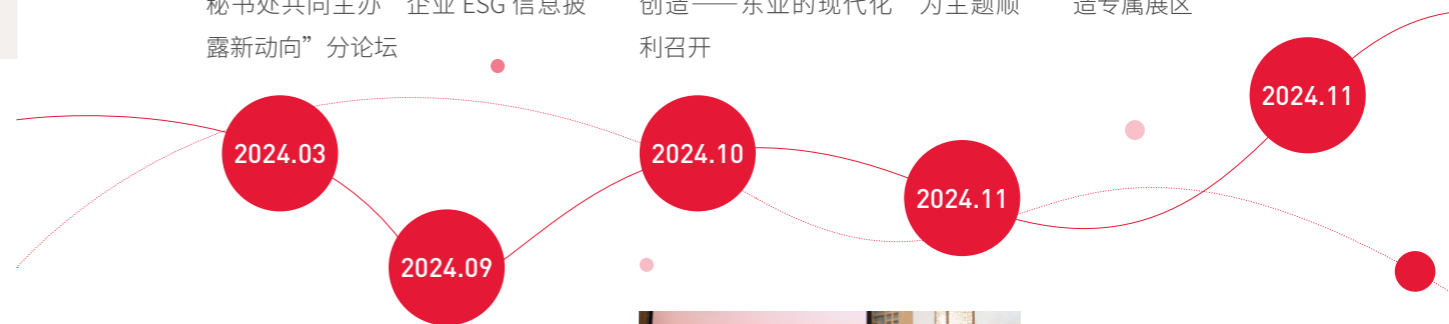 秘书处共同主办 企业 ESG 信息披
露新动向”分论坛
创造——东亚的现代化 为主题顺
利召开
造专属展区
2024.03
2024.09
2024.10
2024.11
2024.11